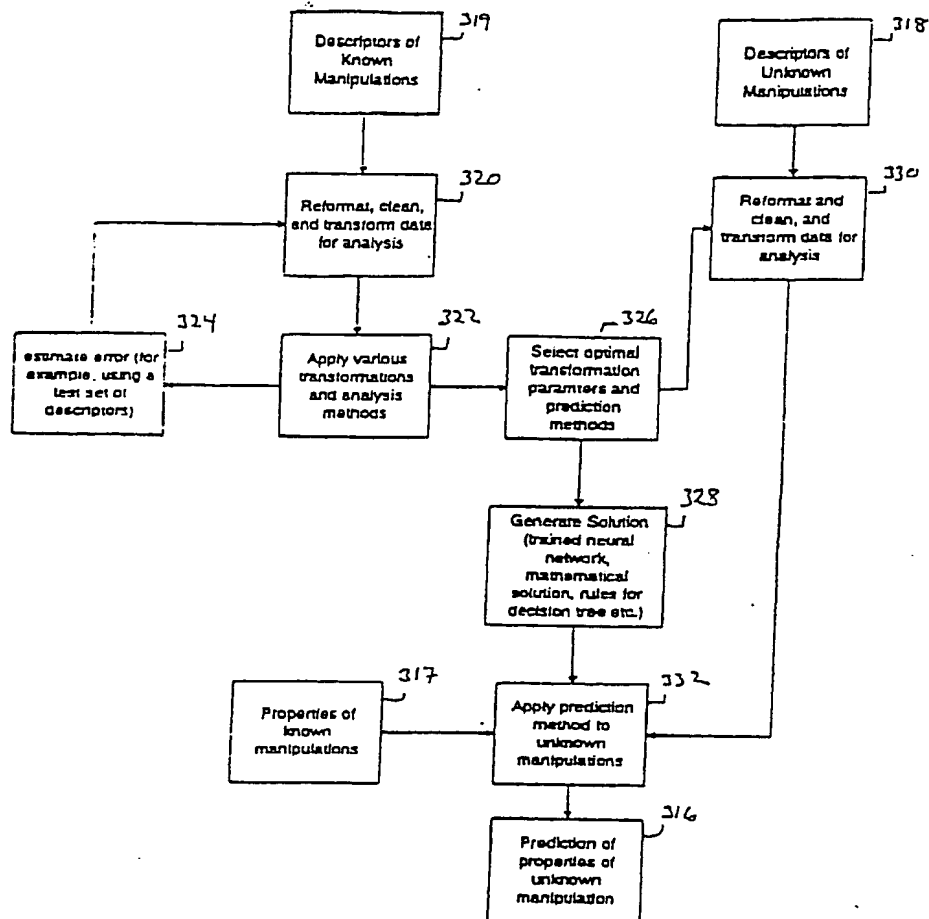 319
Descriptors of
Known
Manipulations
318
Descriptors of
Unknown
Manipulations
320
Reformat, clean,
and transform data
for analysis
330
Reformat and
clean, and
transform data for
analysis
324
estimate error (for
example, using a
test set of
descriptors)
322
Apply various
transformations
and analysis
methods
326
Select optimal
transformation
paramters and
prediction
methods
328
Generate Solution
(trained neural
network,
mathematical
solution, rules for
decision tree etc.)
317
Properties of
known
manipulations
332
Apply prediction
method to
unknown
manipulations
316
Prediction of
properties of
unknown
manipulation